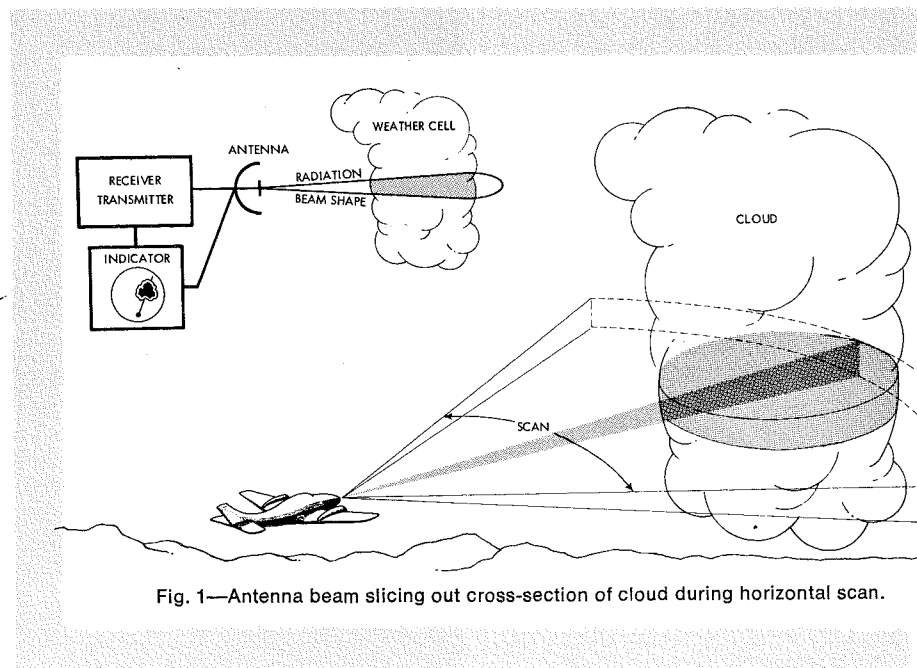 WEATHER CELL
ANTENNA
RECEIVER
TRANSMITTER
RADIATION
BEAM SHAPE
INDICATOR
CLOUD
SCAN
Fig. 1—Antenna beam slicing out cross-section of cloud during horizontal scan.